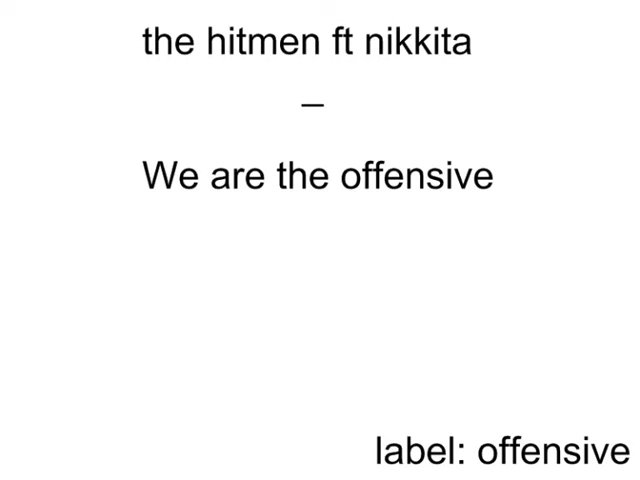 the hitmen ft nikkita
–
We are the offensive
label: offensive